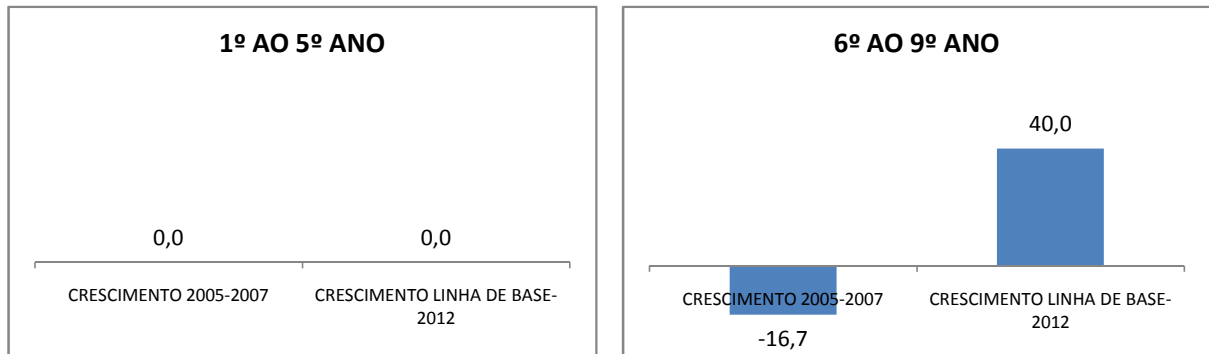 1º AO 5º ANO
0,0
0,0
CRESCIMENTO 2005-2007
CRESCIMENTO LINHA DE BASE-
2012
6º AO 9º ANO
40,0
CRESCIMENTO 2005-2007
CRESCIMENTO LINHA DE BASE-
2012
-16,7